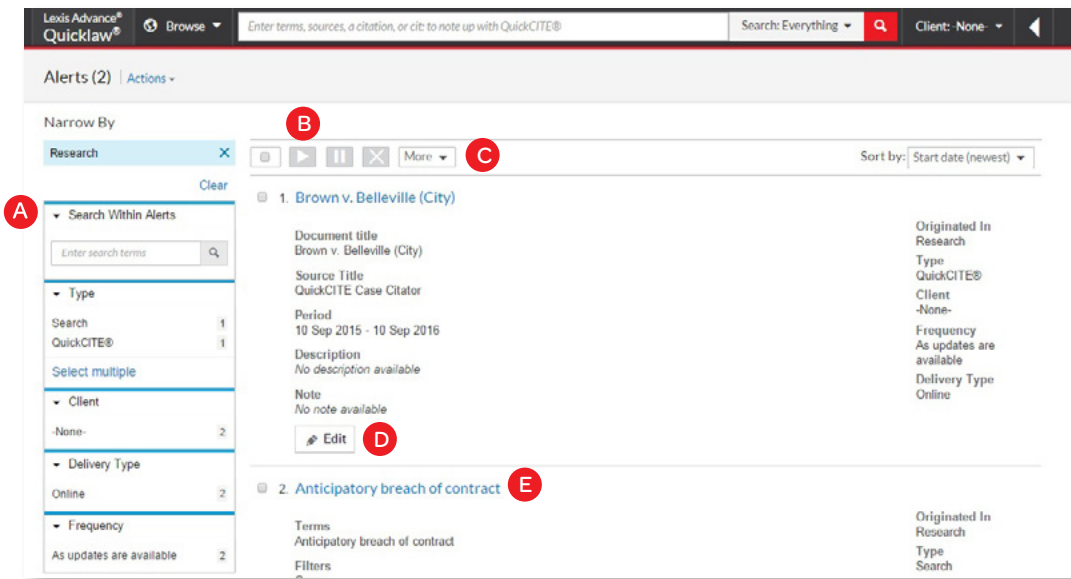 Lexis Advance®
Quicklaw®
Browse
Enter terms, sources, a citation, or cit: to note up with QuickCITE®
Search: Everything
Client: -None-
Alerts (2) | Actions
Narrow By
Research
Clear
A
Search Within Alerts
Enter search terms
Type
Search 1
QuickCITE® 1
Select multiple
Client
-None- 2
Delivery Type
Online 2
Frequency
As updates are available 2
B
More
C
Sort by: Start date (newest)
1. Brown v. Belleville (City)
Document title
Brown v. Belleville (City)
Source Title
QuickCITE Case Citator
Period
10 Sep 2015 - 10 Sep 2016
Description
No description available
Note
No note available
Edit
D
Originated In
Research
Type
QuickCITE®
Client
-None-
Frequency
As updates are
available
Delivery Type
Online
2. Anticipatory breach of contract
E
Terms
Anticipatory breach of contract
Filters
Originated In
Research
Type
Search